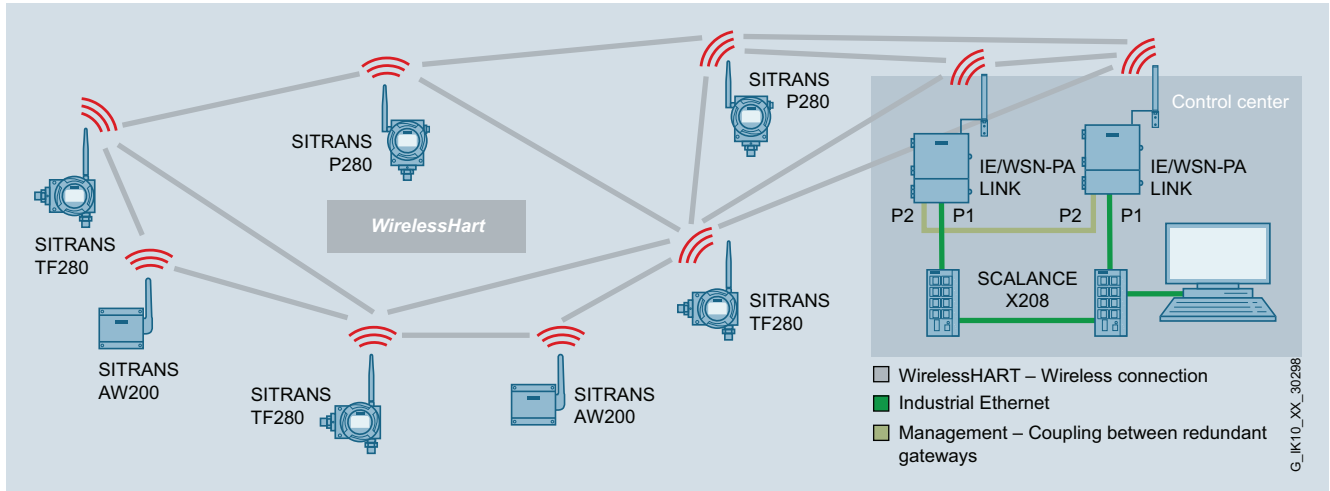 SITRANS
P280
Control center
SITRANS
P280
IE/WSN-PA
LINK
IE/WSN-PA
LINK
P2
P1
P2
P1
WirelessHart
SITRANS
TF280
SCALANCE
X208
SITRANS
TF280
SITRANS
AW200
SITRANS
TF280
SITRANS
AW200
WirelessHART – Wireless connection
Industrial Ethernet
Management – Coupling between redundant
gateways
G_IK10_XX_30298